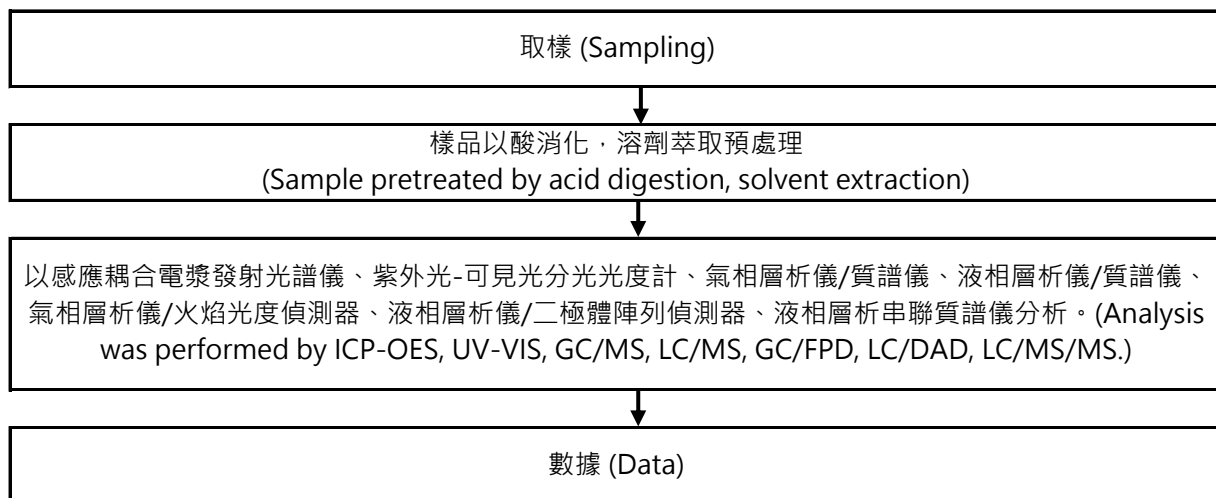 取樣 (Sampling)
樣品以酸消化，溶劑萃取預處理
(Sample pretreated by acid digestion, solvent extraction)
以感應耦合電漿發射光譜儀、紫外光-可見光分光光度計、氣相層析儀/質譜儀、液相層析儀/質譜儀、
氣相層析儀/火焰光度偵測器、液相層析儀/二極體陣列偵測器、液相層析串聯質譜儀分析。(Analysis
was performed by ICP-OES, UV-VIS, GC/MS, LC/MS, GC/FPD, LC/DAD, LC/MS/MS.)
數據 (Data)